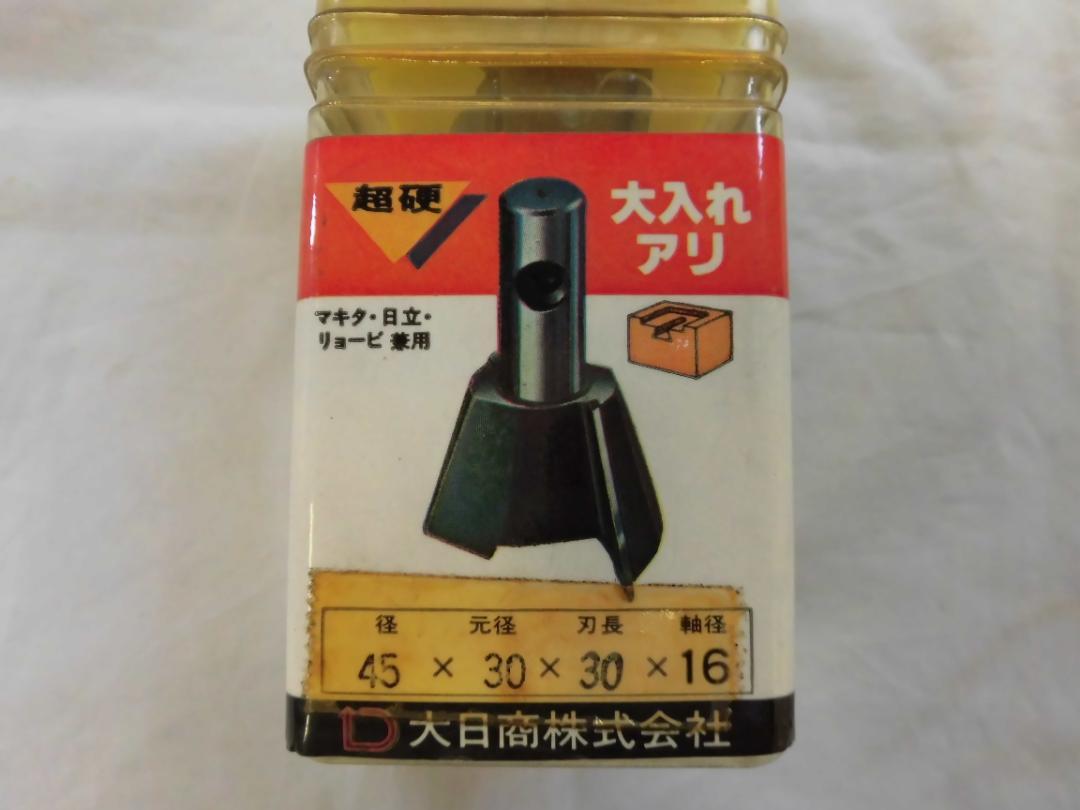 超硬
大入れ
アリ
マキタ・日立・
リョービ 兼用
径 元径 刃長 軸径
45 × 30 × 30 × 16
大日商株式会社